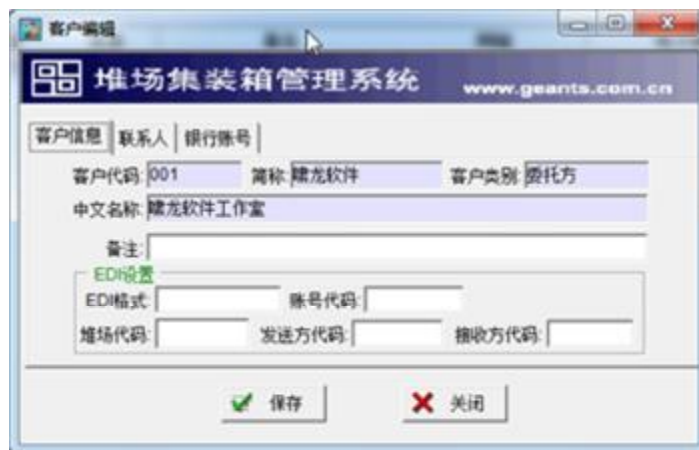 客户编辑
堆场集装箱管理系统 www.geants.com.cn
客户信息 联系人 银行账号
客户代码: 001 简称: 啸龙软件 客户类别: 委托方
中文名称: 啸龙软件工作室
备注:
EDI设置
EDI格式: 账号代码:
堆场代码: 发送方代码: 接收方代码:
保存 关闭